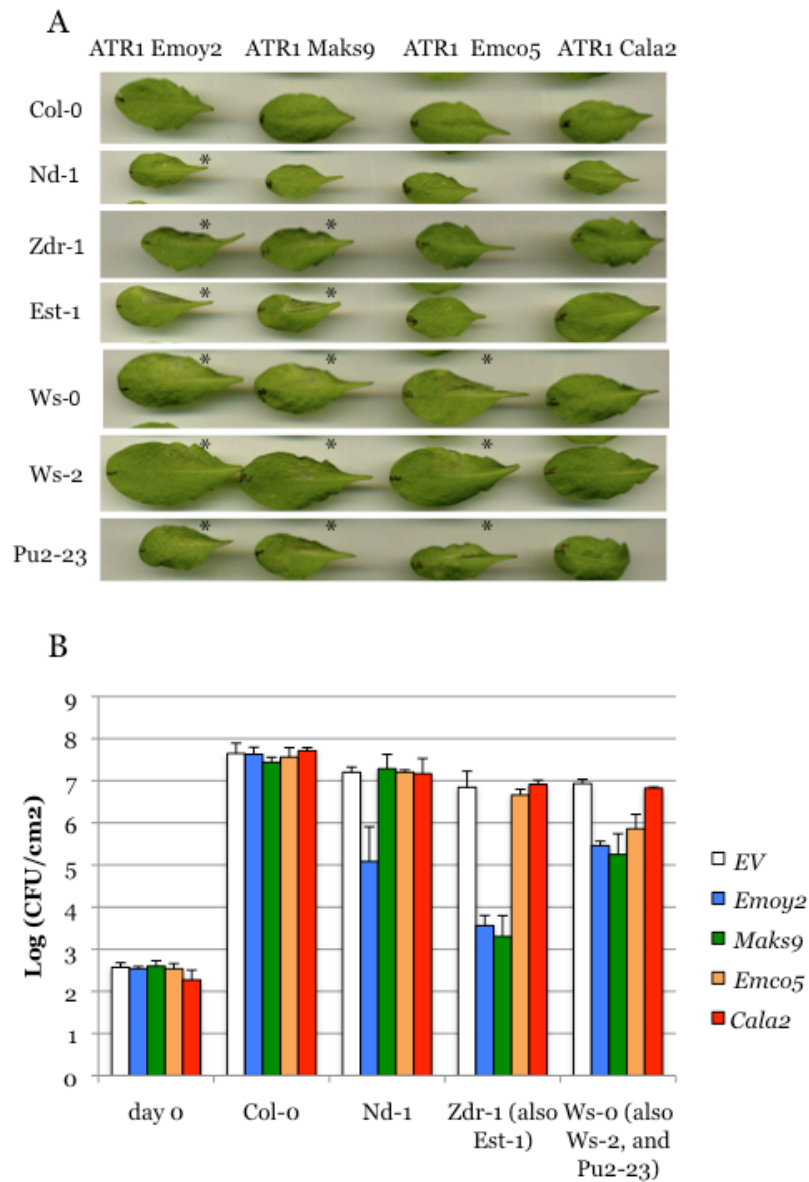 A
ATR1 Emoy2 ATR1 Maks9 ATR1 Emco5 ATR1 Cala2
Col-0
Nd-1 *
Zdr-1 * *
Est-1 * *
Ws-0 * * *
Ws-2 * * *
Pu2-23 * * *
B
Log (CFU/cm2)
9
8
7
6
5
4
3
2
1
0
EV
Emoy2
Maks9
Emco5
Cala2
day 0 Col-0 Nd-1 Zdr-1 (also Ws-0 (also
Est-1) Ws-2, and
Pu2-23)